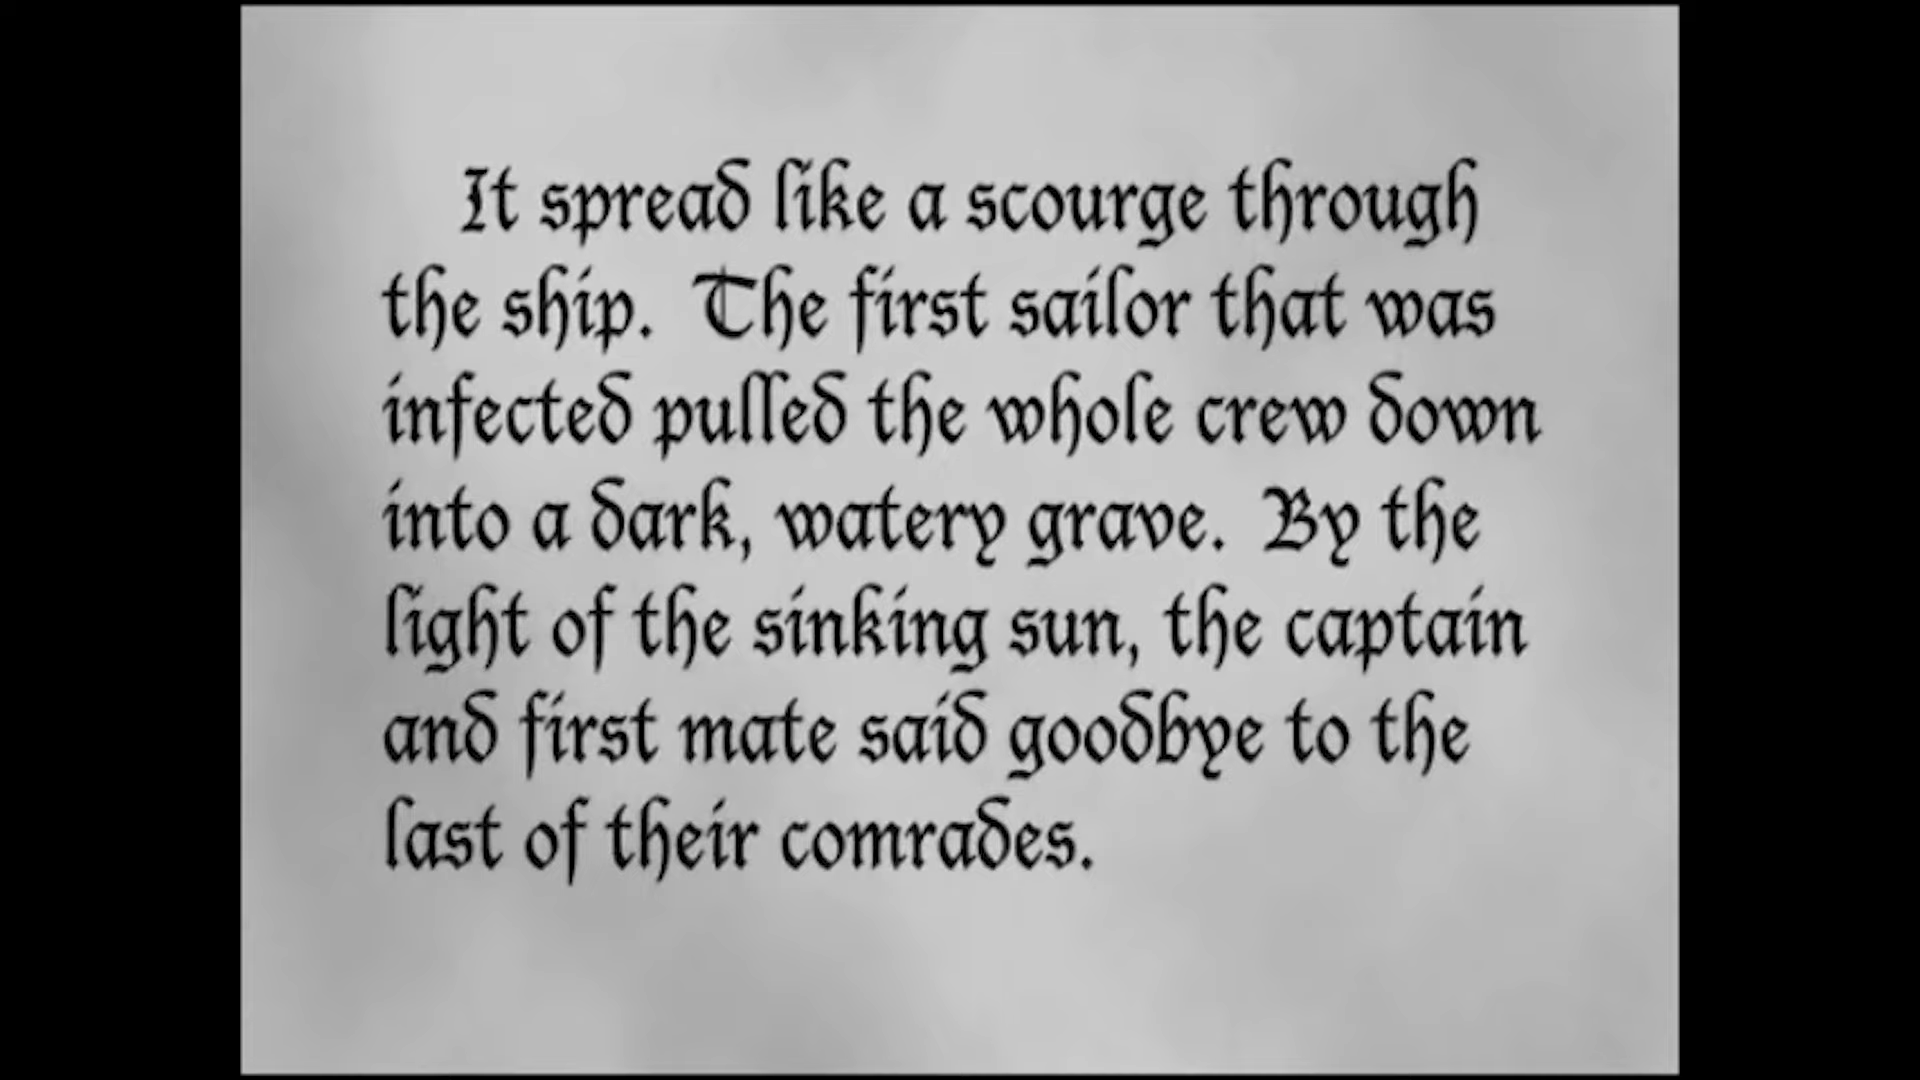 It spread like a scourge through
the ship. The first sailor that was
infected pulled the whole crew down
into a dark, watery grave. By the
light of the sinking sun, the captain
and first mate said goodbye to the
last of their comrades.